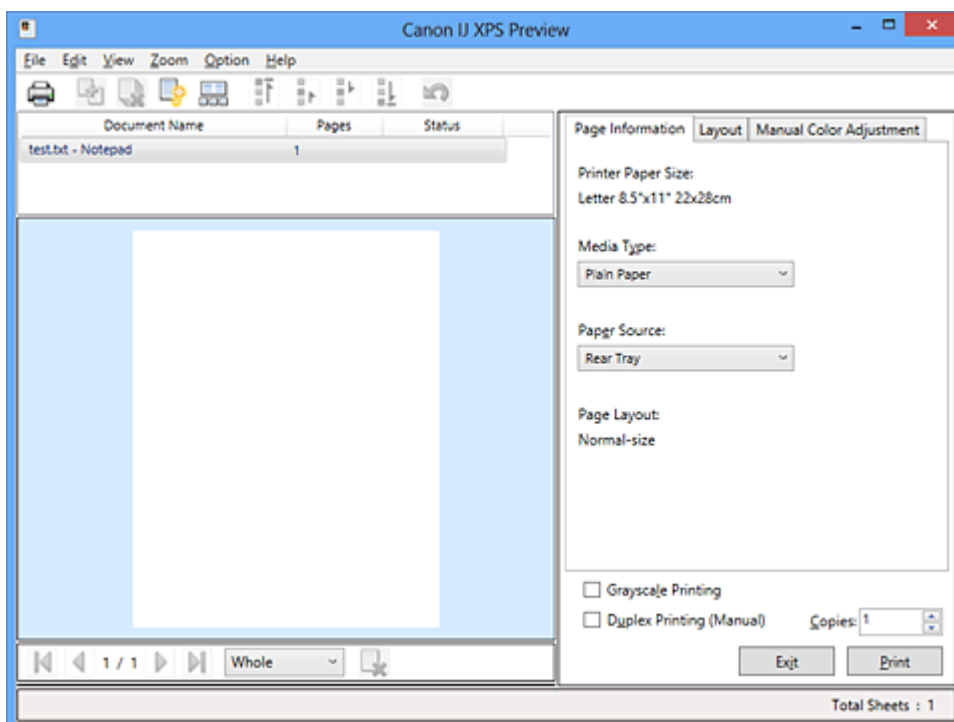 Canon IJ XPS Preview
File Edit View Zoom Option Help
Document Name Pages Status
test.txt - Notepad 1
Page Information Layout Manual Color Adjustment
Printer Paper Size:
Letter 8.5"x11" 22x28cm
Media Type:
Plain Paper
Paper Source:
Rear Tray
Page Layout:
Normal-size
Grayscale Printing
Duplex Printing (Manual) Copies: 1
1 / 1 Whole
Exit Print
Total Sheets : 1